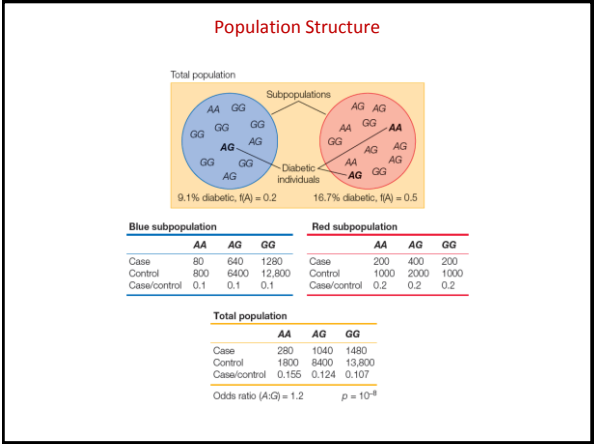 Population Structure
Total population
Subpopulations
AA GG
GG GG
GG
AG AG
GG GG
AG
AG AG
GG
AA AA
GG
AG AG
AA AG
AG GG
Diabetic
individuals
9.1% diabetic, f(A) = 0.2
16.7% diabetic, f(A) = 0.5
Blue subpopulation
AA AG GG
Case 80 640 1280
Control 800 6400 12,800
Case/control 0.1 0.1 0.1
Red subpopulation
AA AG GG
Case 200 400 200
Control 1000 2000 1000
Case/control 0.2 0.2 0.2
Total population
AA AG GG
Case 280 1040 1480
Control 1800 8400 13,800
Case/control 0.155 0.124 0.107
Odds ratio (A:G) = 1.2 p = 10⁻⁸